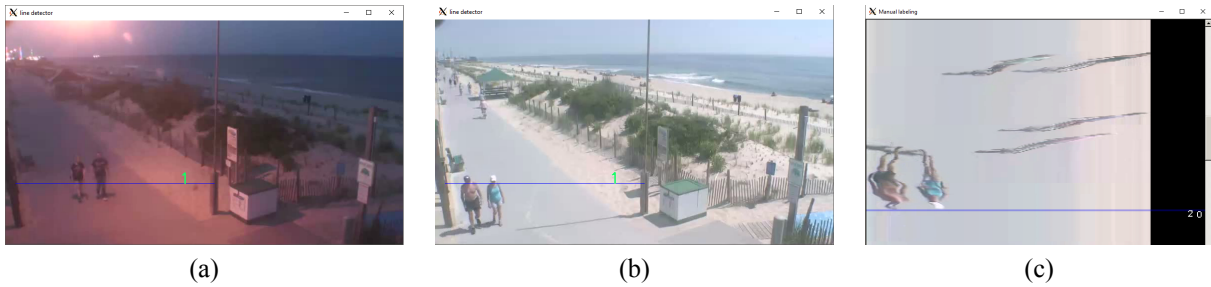 line detector
line detector
Manual labeling
1
1
2 0
(a)
(b)
(c)